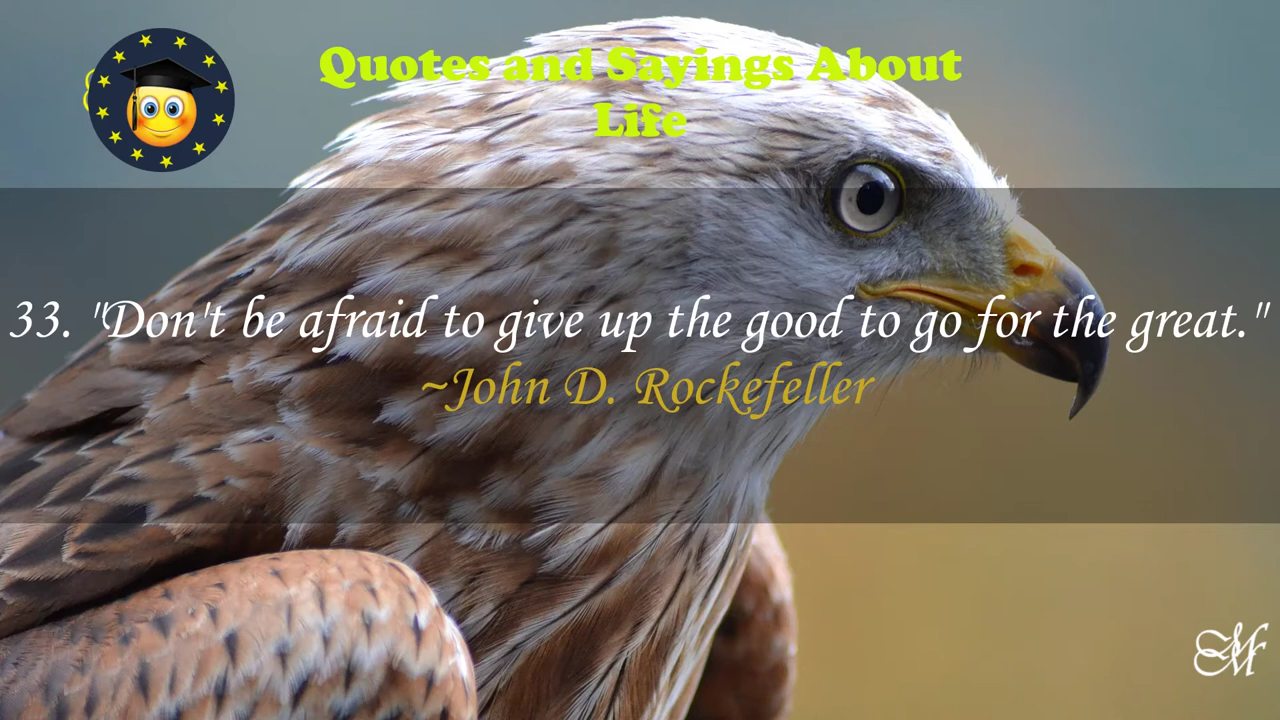 Quotes and Sayings About
Life
33. "Don't be afraid to give up the good to go for the great."
~John D. Rockefeller